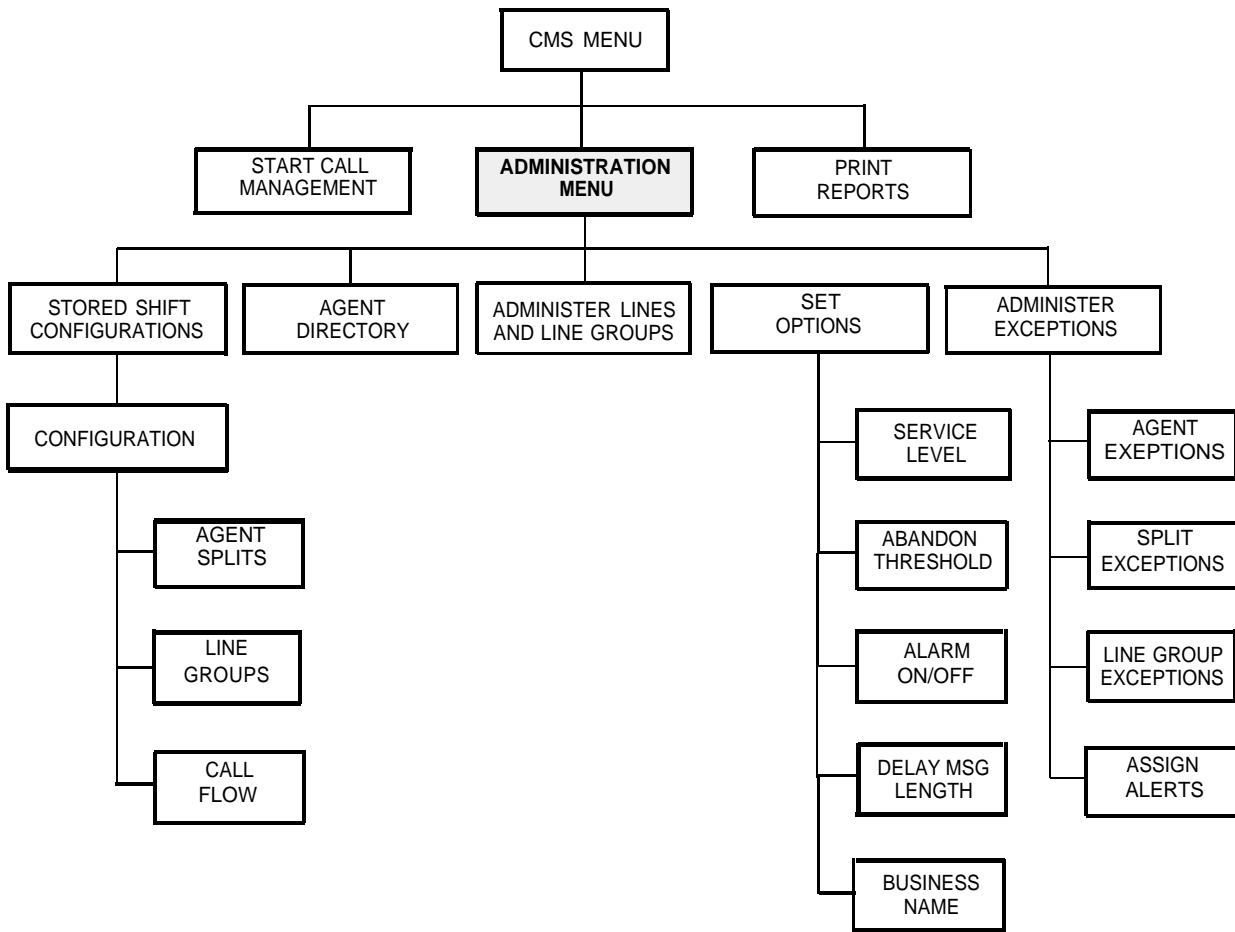 CMS MENU
START CALL
MANAGEMENT
ADMINISTRATION
MENU
PRINT
REPORTS
STORED SHIFT
CONFIGURATIONS
AGENT
DIRECTORY
ADMINISTER LINES
AND LINE GROUPS
SET
OPTIONS
ADMINISTER
EXCEPTIONS
CONFIGURATION
AGENT
SPLITS
LINE
GROUPS
CALL
FLOW
SERVICE
LEVEL
ABANDON
THRESHOLD
ALARM
ON/OFF
DELAY MSG
LENGTH
BUSINESS
NAME
AGENT
EXEPTIONS
SPLIT
EXCEPTIONS
LINE GROUP
EXCEPTIONS
ASSIGN
ALERTS